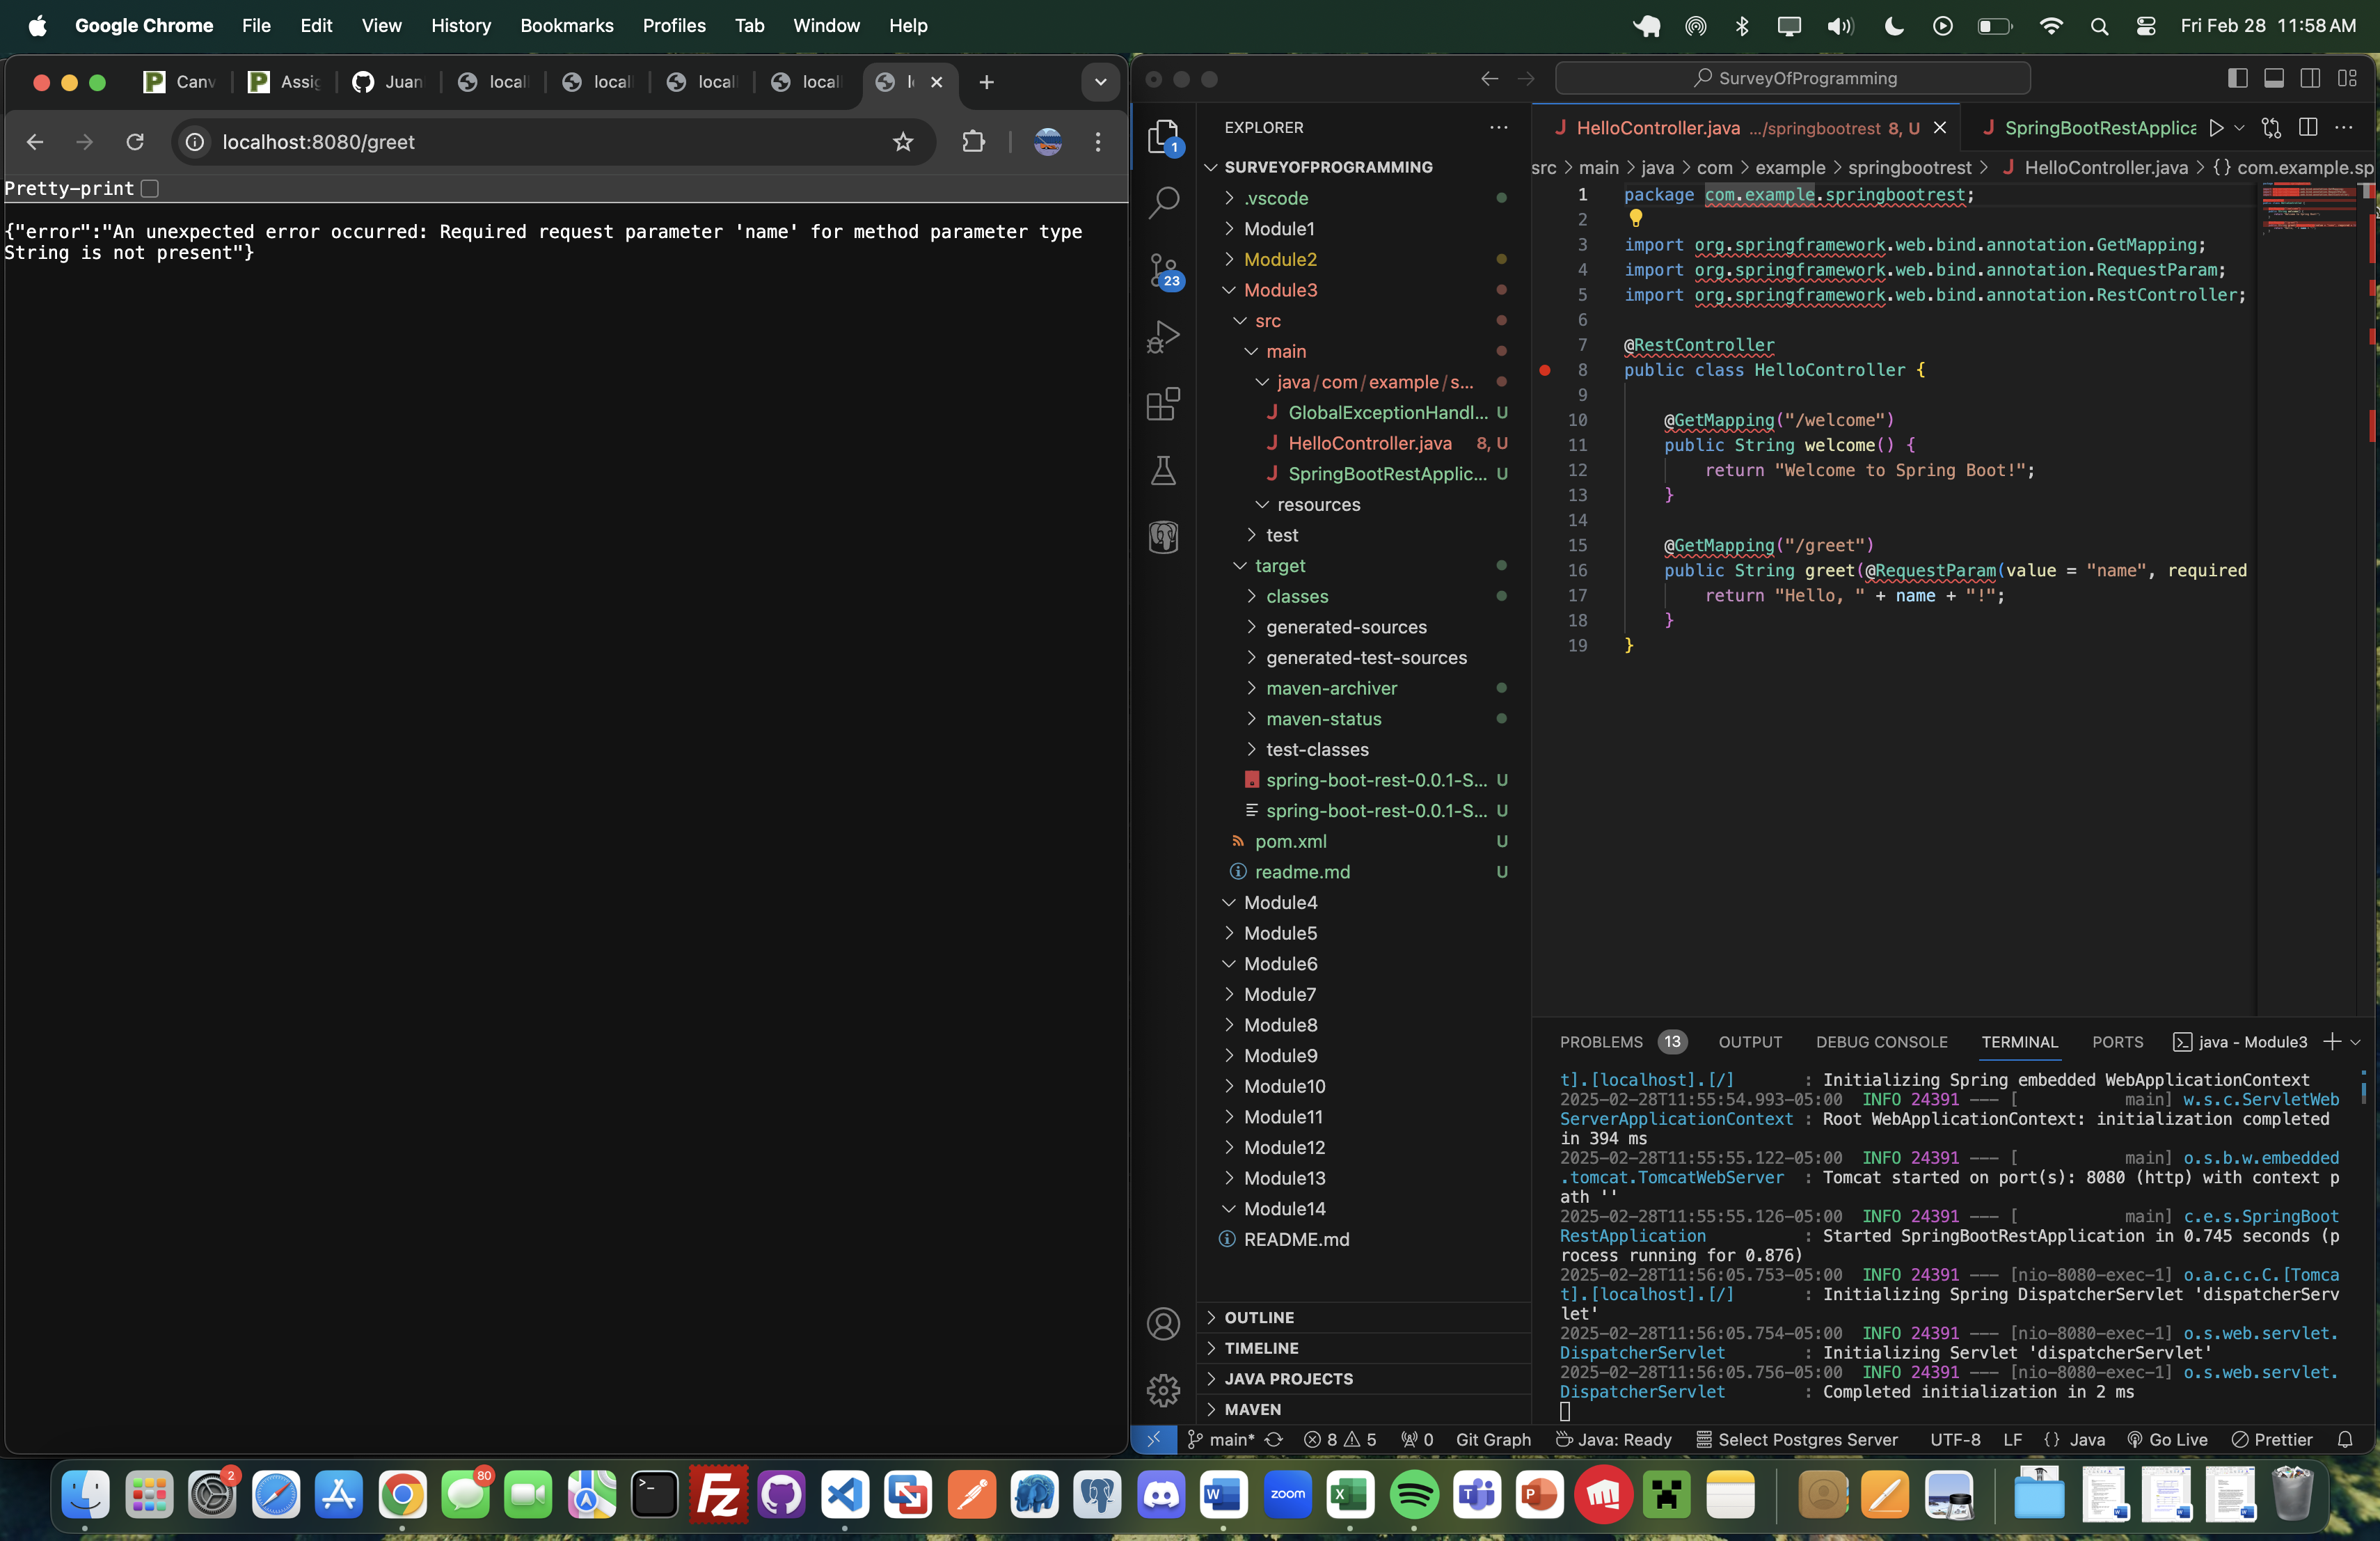 Google Chrome File Edit View History Bookmarks Profiles Tab Window Help Fri Feb 28 11:58 AM
Canv Assig Juan locall locall locall locall
localhost:8080/greet
Pretty-print
{"error":"An unexpected error occurred: Required request parameter 'name' for method parameter type
String is not present"}
SurveyOfProgramming
1
23
EXPLORER
SURVEYOFPROGRAMMING
.vscode
Module1
Module2
Module3
src
main
java/com/example/s...
GlobalExceptionHandl... U
HelloController.java 8, U
SpringBootRestApplic... U
resources
test
target
classes
generated-sources
generated-test-sources
maven-archiver
maven-status
test-classes
spring-boot-rest-0.0.1-S... U
spring-boot-rest-0.0.1-S... U
pom.xml U
readme.md U
Module4
Module5
Module6
Module7
Module8
Module9
Module10
Module11
Module12
Module13
Module14
README.md
OUTLINE
TIMELINE
JAVA PROJECTS
MAVEN
HelloController.java .../springbootrest 8, U SpringBootRestApplica
src > main > java > com > example > springbootrest > HelloController.java > {} com.example.sp
1 package com.example.springbootrest;
2
3 import org.springframework.web.bind.annotation.GetMapping;
4 import org.springframework.web.bind.annotation.RequestParam;
5 import org.springframework.web.bind.annotation.RestController;
6
7 @RestController
8 public class HelloController {
9
10 @GetMapping("/welcome")
11 public String welcome() {
12 return "Welcome to Spring Boot!";
13 }
14
15 @GetMapping("/greet")
16 public String greet(@RequestParam(value = "name", required
17 return "Hello, " + name + "!";
18 }
19 }
PROBLEMS 13 OUTPUT DEBUG CONSOLE TERMINAL PORTS java - Module3
t].[localhost].[/] : Initializing Spring embedded WebApplicationContext
2025-02-28T11:55:54.993-05:00 INFO 24391 --- [ main] w.s.c.ServletWeb
ServerApplicationContext : Root WebApplicationContext: initialization completed
in 394 ms
2025-02-28T11:55:55.122-05:00 INFO 24391 --- [ main] o.s.b.w.embedded
.tomcat.TomcatWebServer : Tomcat started on port(s): 8080 (http) with context p
ath ''
2025-02-28T11:55:55.126-05:00 INFO 24391 --- [ main] c.e.s.SpringBoot
RestApplication : Started SpringBootRestApplication in 0.745 seconds (p
rocess running for 0.876)
2025-02-28T11:56:05.753-05:00 INFO 24391 --- [nio-8080-exec-1] o.a.c.c.C.[Tomca
t].[localhost].[/] : Initializing Spring DispatcherServlet 'dispatcherServ
let'
2025-02-28T11:56:05.754-05:00 INFO 24391 --- [nio-8080-exec-1] o.s.web.servlet.
DispatcherServlet : Initializing Servlet 'dispatcherServlet'
2025-02-28T11:56:05.756-05:00 INFO 24391 --- [nio-8080-exec-1] o.s.web.servlet.
DispatcherServlet : Completed initialization in 2 ms
main* 8 5 0 Git Graph Java: Ready Select Postgres Server UTF-8 LF {} Java Go Live Prettier
2 80 zoom